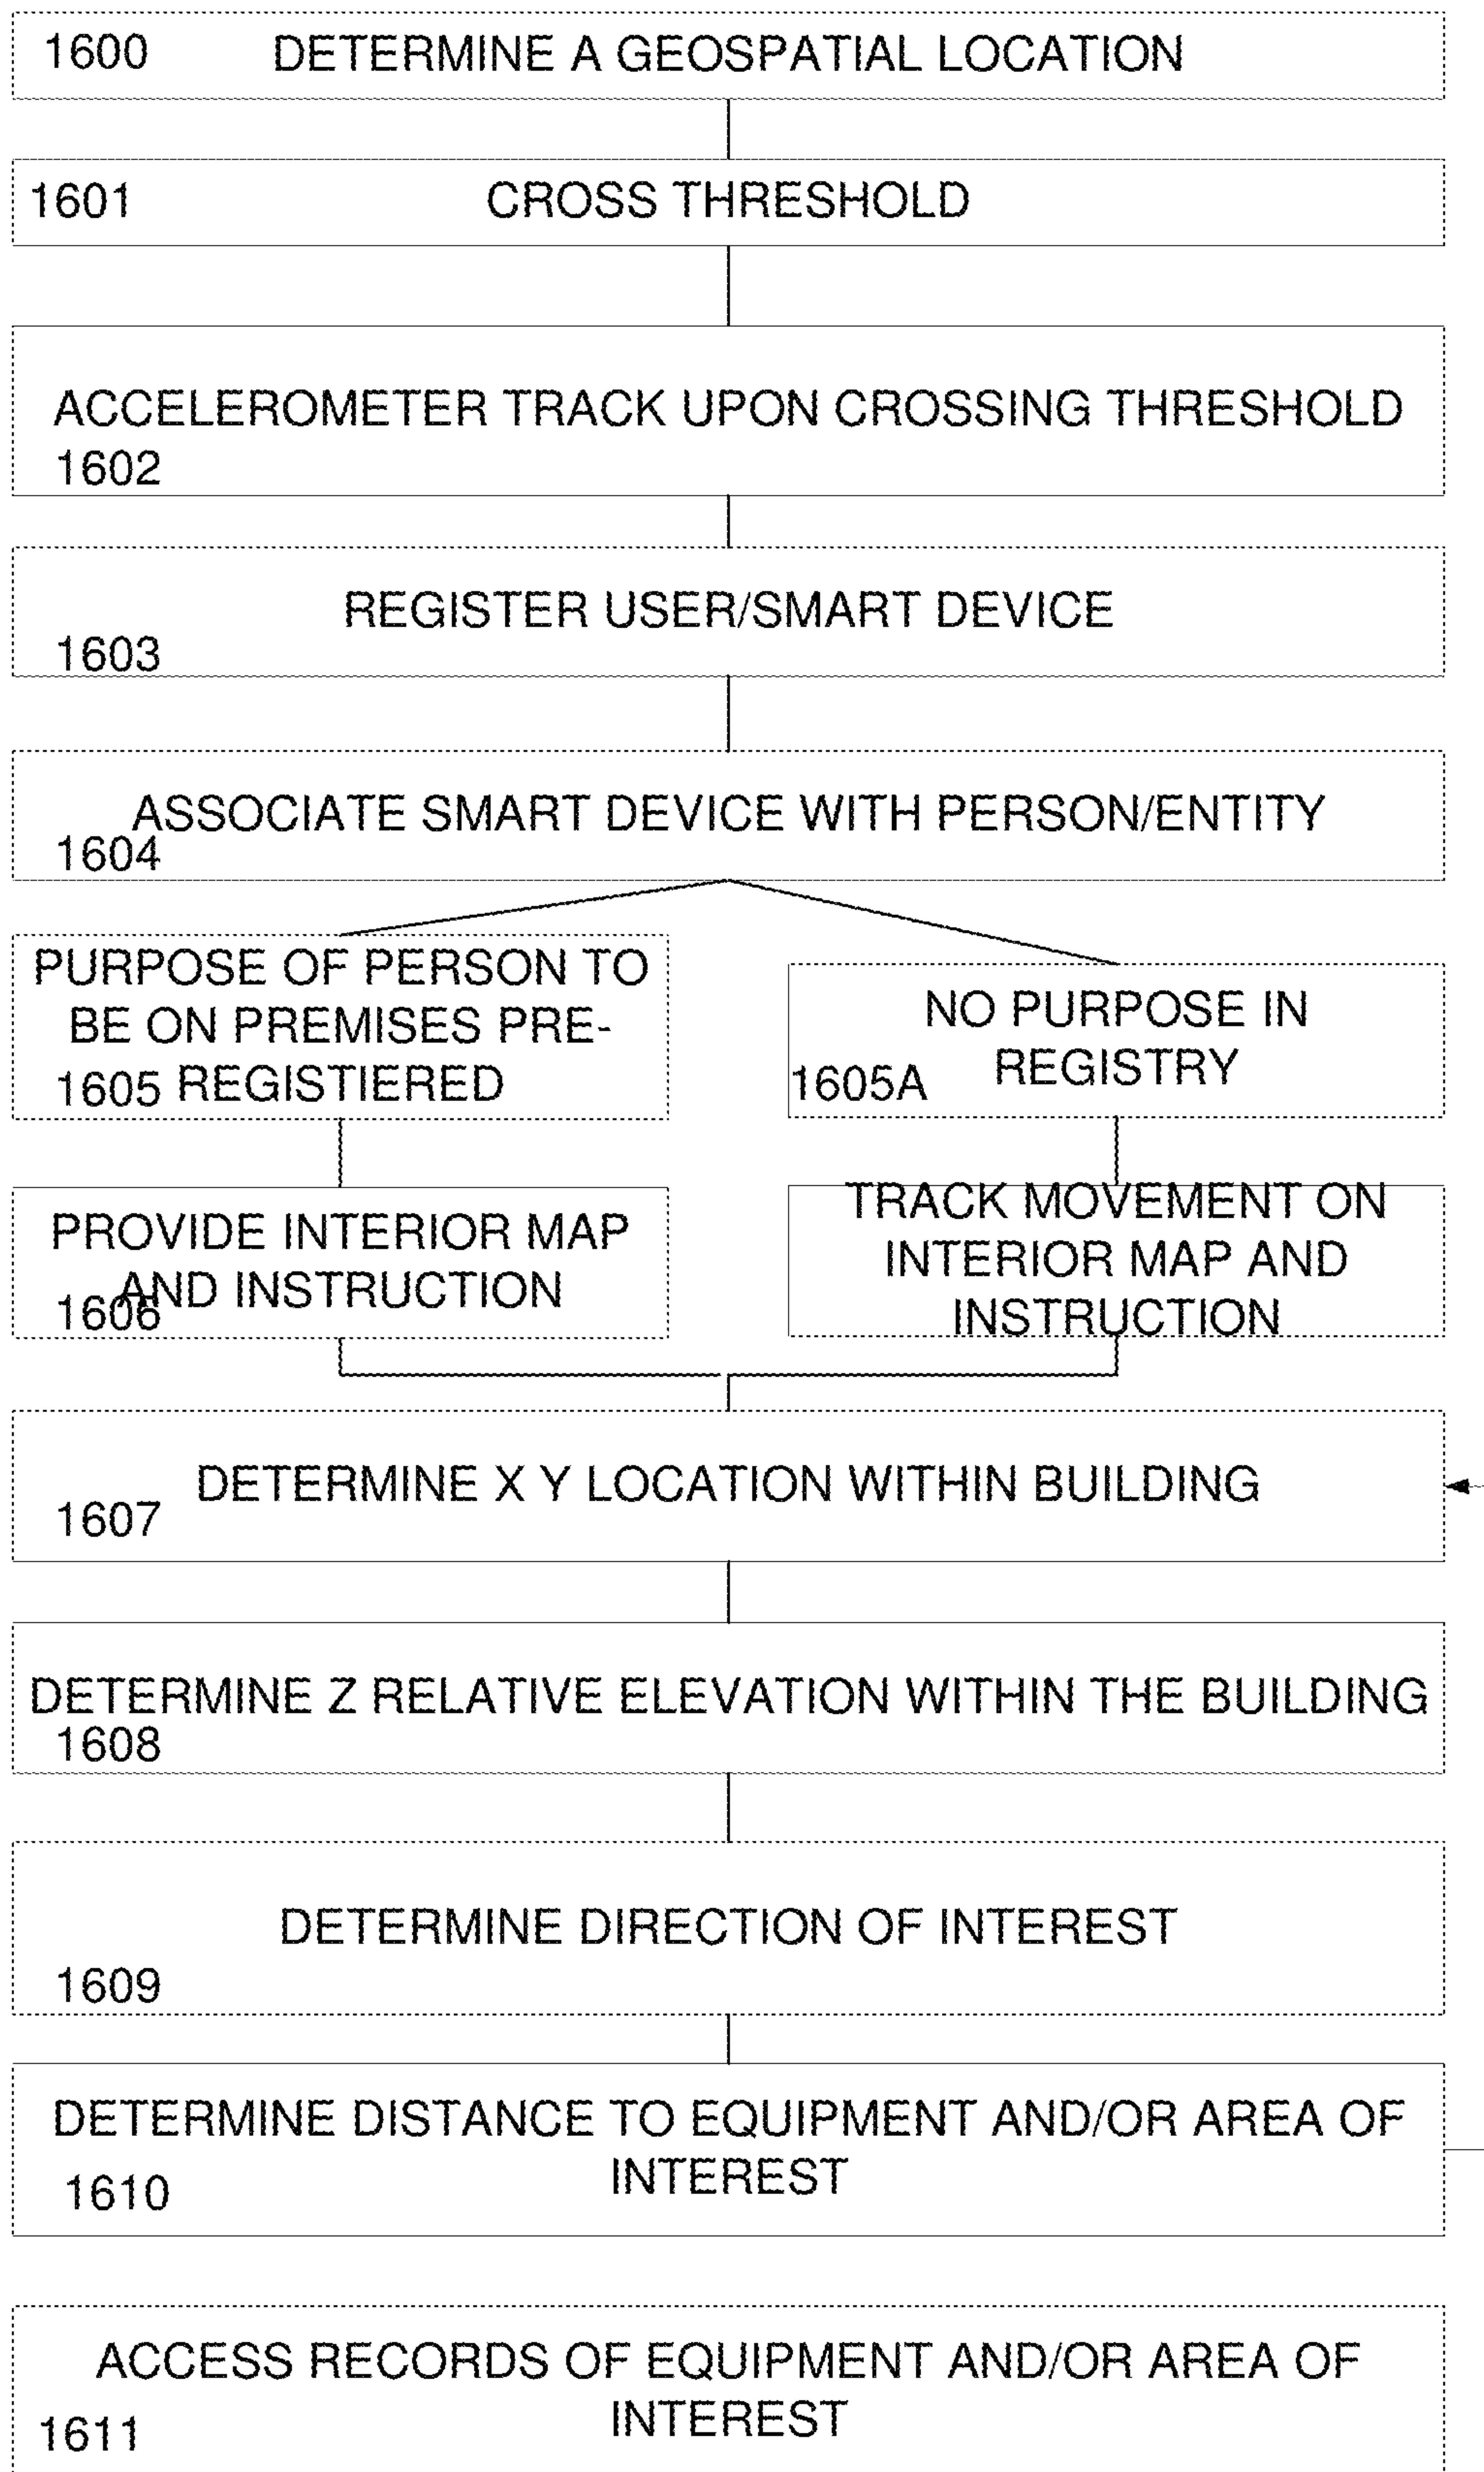 1600 DETERMINE A GEOSPATIAL LOCATION
1601 CROSS THRESHOLD
ACCELEROMETER TRACK UPON CROSSING THRESHOLD
1602
REGISTER USER/SMART DEVICE
1603
ASSOCIATE SMART DEVICE WITH PERSON/ENTITY
1604
PURPOSE OF PERSON TO
BE ON PREMISES PRE-
1605 REGISTIERED
NO PURPOSE IN
REGISTRY
1605A
PROVIDE INTERIOR MAP
AND INSTRUCTION
1606
TRACK MOVEMENT ON
INTERIOR MAP AND
INSTRUCTION
DETERMINE X Y LOCATION WITHIN BUILDING
1607
DETERMINE Z RELATIVE ELEVATION WITHIN THE BUILDING
1608
DETERMINE DIRECTION OF INTEREST
1609
DETERMINE DISTANCE TO EQUIPMENT AND/OR AREA OF
INTEREST
1610
ACCESS RECORDS OF EQUIPMENT AND/OR AREA OF
INTEREST
1611